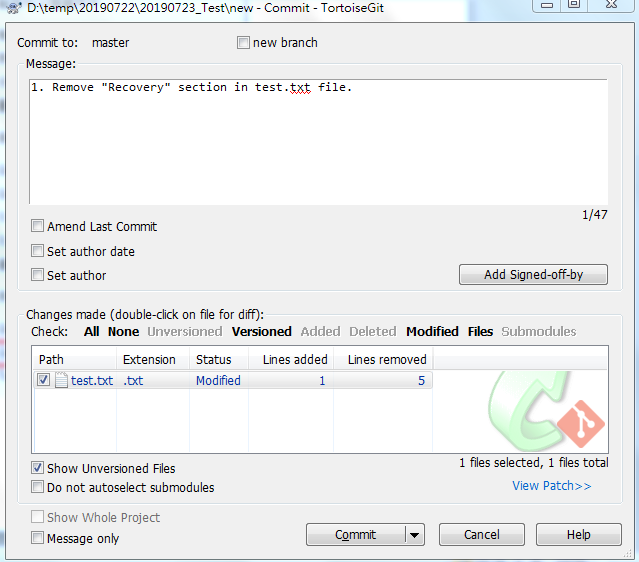 D:\temp\20190722\20190723_Test\new - Commit - TortoiseGit
Commit to: master new branch
Message:
1. Remove "Recovery" section in test.txt file.
1/47
Amend Last Commit
Set author date
Set author
Add Signed-off-by
Changes made (double-click on file for diff):
Check: All None Unversioned Versioned Added Deleted Modified Files Submodules
Path Extension Status Lines added Lines removed
test.txt .txt Modified 1 5
Show Unversioned Files
1 files selected, 1 files total
Do not autoselect submodules
View Patch>>
Show Whole Project
Message only
Commit Cancel Help